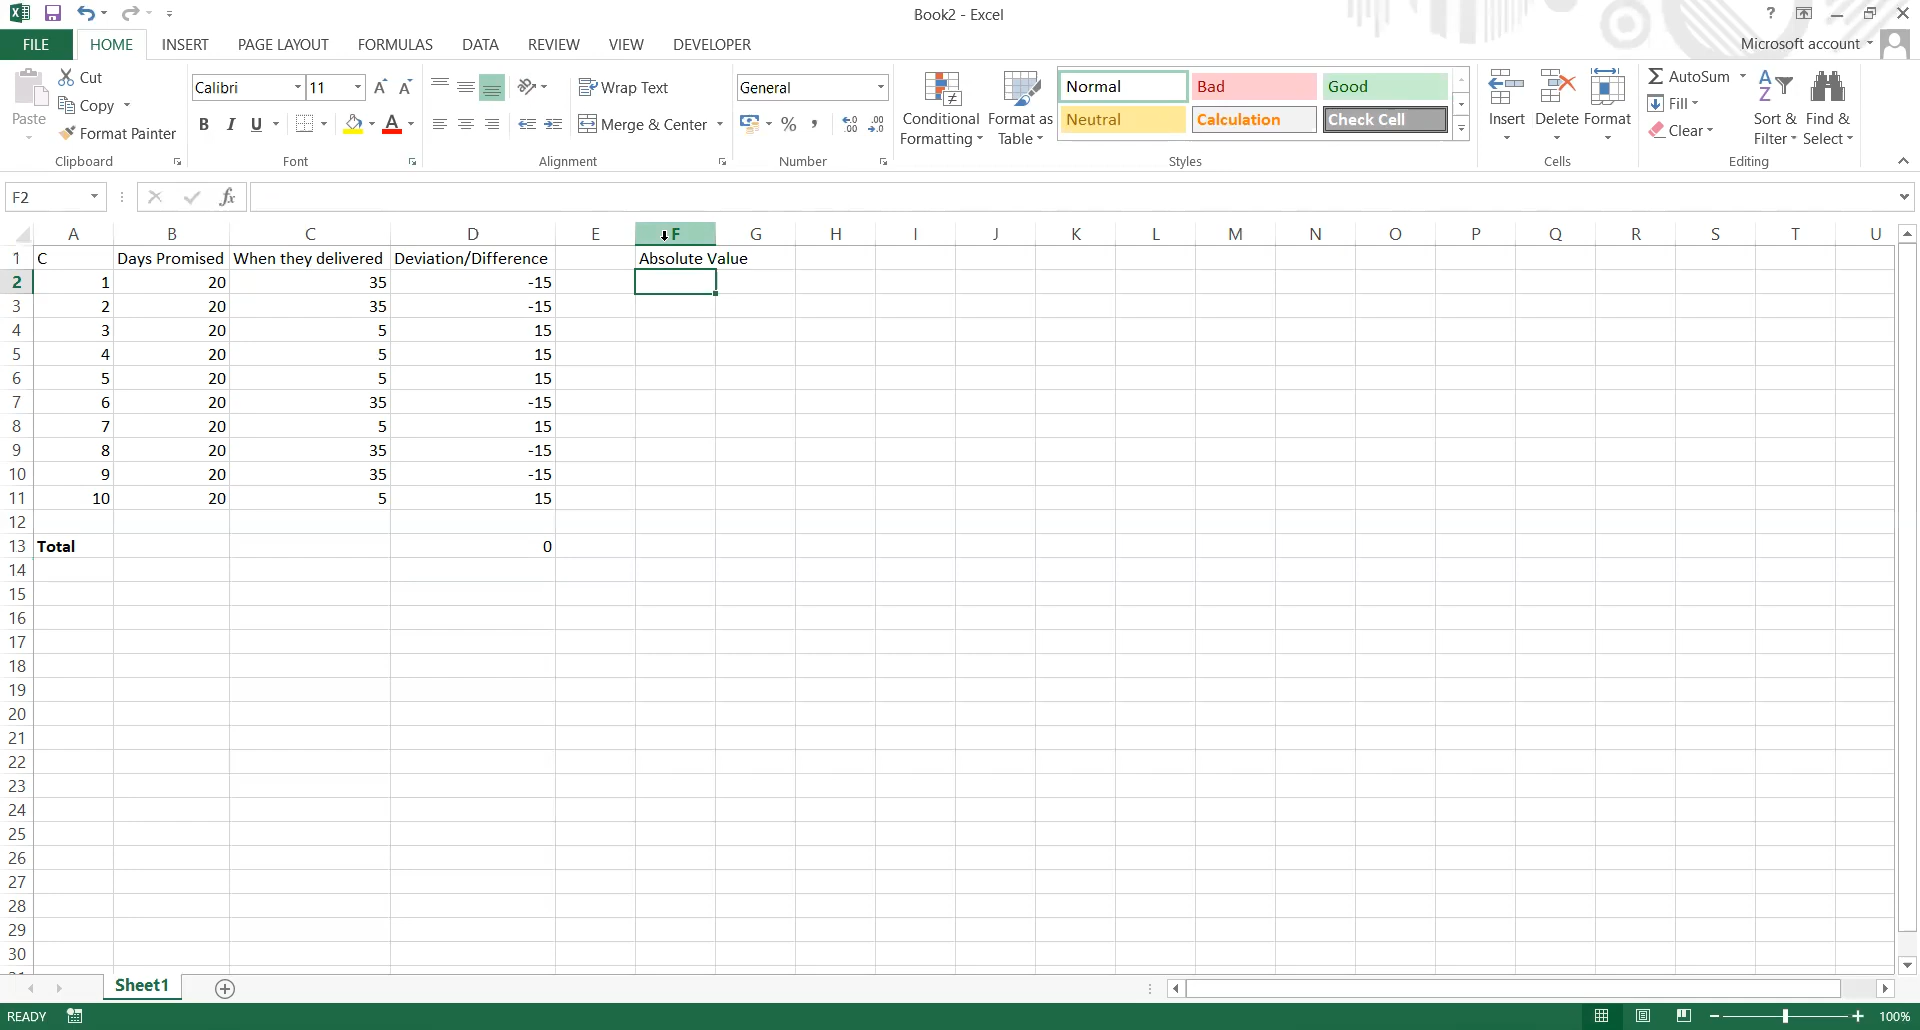 Book2 - Excel
?
FILE HOME INSERT PAGE LAYOUT FORMULAS DATA REVIEW VIEW DEVELOPER Microsoft account
Paste
Cut
Copy
Format Painter
Clipboard
Calibri 11
B I U
Font
Wrap Text
Merge & Center
Alignment
General
%
Number
Conditional Formatting
Format as Table
Normal Bad Good
Neutral Calculation Check Cell
Styles
Insert Delete Format
Cells
AutoSum
Fill
Clear
Sort & Filter
Find & Select
Editing
F2 fx
A B C D E F G H I J K L M N O P Q R S T U
1 C Days Promised When they delivered Deviation/Difference Absolute Value
2 1 20 35 -15
3 2 20 35 -15
4 3 20 5 15
5 4 20 5 15
6 5 20 5 15
7 6 20 35 -15
8 7 20 5 15
9 8 20 35 -15
10 9 20 35 -15
11 10 20 5 15
12
13 Total 0
14
15
16
17
18
19
20
21
22
23
24
25
26
27
28
29
30
Sheet1
READY 100%